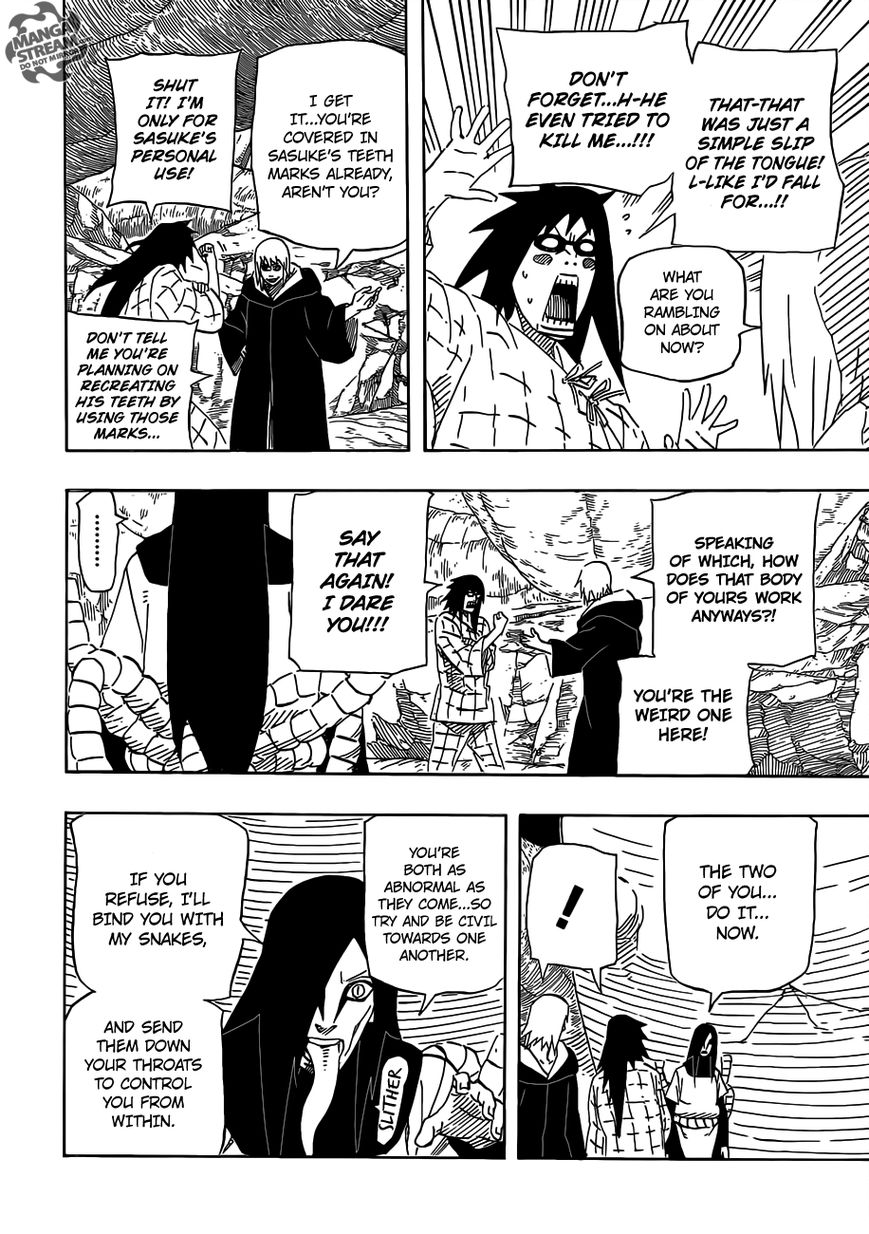 MANGA
STREAM
DO NOT MIRROR
THAT-THAT
WAS JUST A
SIMPLE SLIP
OF THE TONGUE!
L-LIKE I'D FALL
FOR...!!
DON'T
FORGET...H-HE
EVEN TRIED TO
KILL ME...!!!
WHAT
ARE YOU
RAMBLING
ON ABOUT
NOW?
I GET
IT...YOU'RE
COVERED IN
SASUKE'S TEETH
MARKS ALREADY,
AREN'T YOU?
SHUT
IT! I'M
ONLY FOR
SASUKE'S
PERSONAL
USE!
DON'T TELL
ME YOU'RE
PLANNING ON
RECREATING
HIS TEETH BY
USING THOSE
MARKS...
SPEAKING
OF WHICH, HOW
DOES THAT BODY
OF YOURS WORK
ANYWAYS?!
YOU'RE THE
WEIRD ONE
HERE!
SAY
THAT
AGAIN!
I DARE
YOU!!!
........
THE TWO
OF YOU...
DO IT...
NOW.
!
YOU'RE
BOTH AS
ABNORMAL AS
THEY COME...SO
TRY AND BE CIVIL
TOWARDS ONE
ANOTHER.
IF YOU
REFUSE, I'LL
BIND YOU WITH
MY SNAKES,
AND SEND
THEM DOWN
YOUR THROATS
TO CONTROL
YOU FROM
WITHIN.
SLITHER